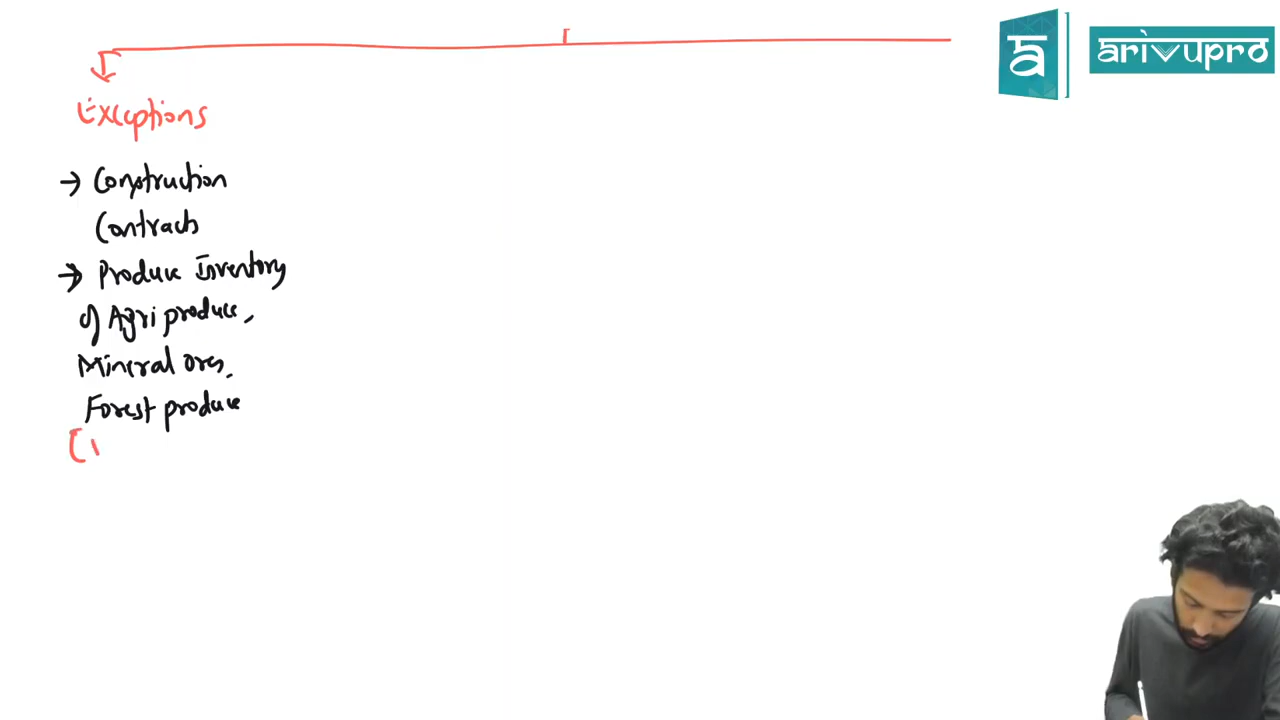 arivupro
Exceptions
→ Construction
Contracts
→ Produce Inventory
of Agri produce,
Mineral ores,
Forest produce
(